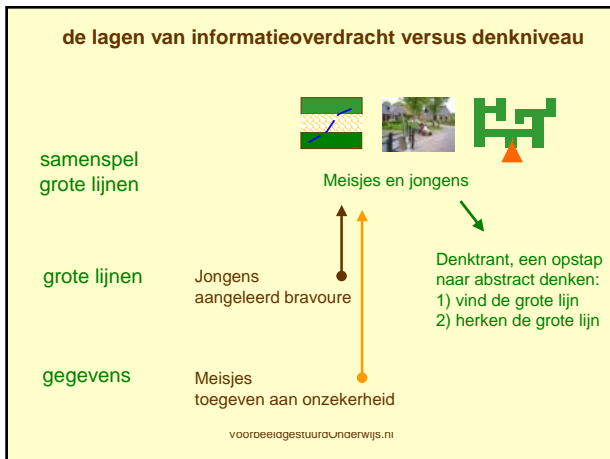 de lagen van informatieoverdracht versus denkniveau
samenspel
grote lijnen
Meisjes en jongens
grote lijnen
Jongens
aangeleerd bravoure
Denktrant, een opstap
naar abstract denken:
1) vind de grote lijn
2) herken de grote lijn
gegevens
Meisjes
toegeven aan onzekerheid
voorbeeldgestuurdOnderwijs.nl